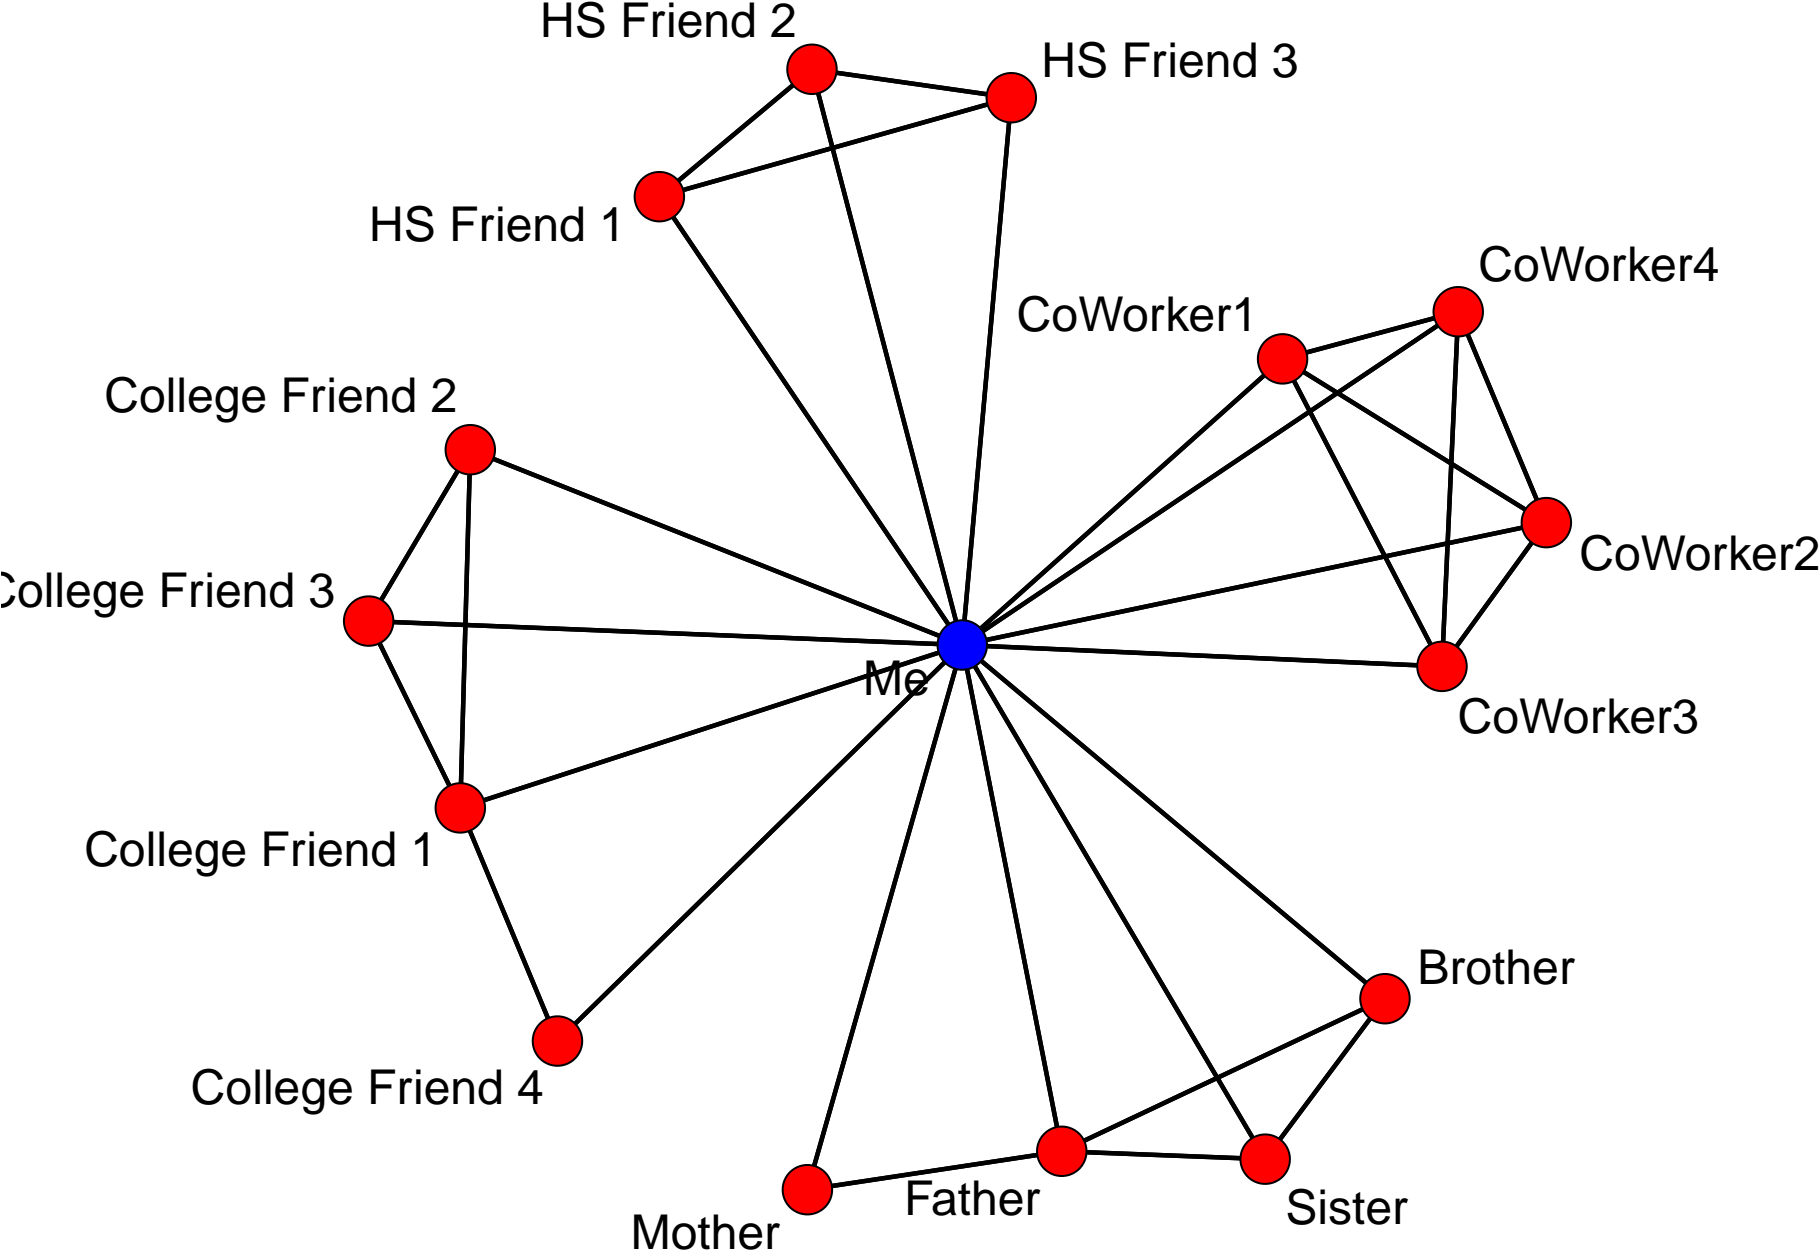 HS Friend 2
HS Friend 3
HS Friend 1
CoWorker4
CoWorker1
College Friend 2
CoWorker2
College Friend 3
Me
CoWorker3
College Friend 1
Brother
College Friend 4
Father
Sister
Mother